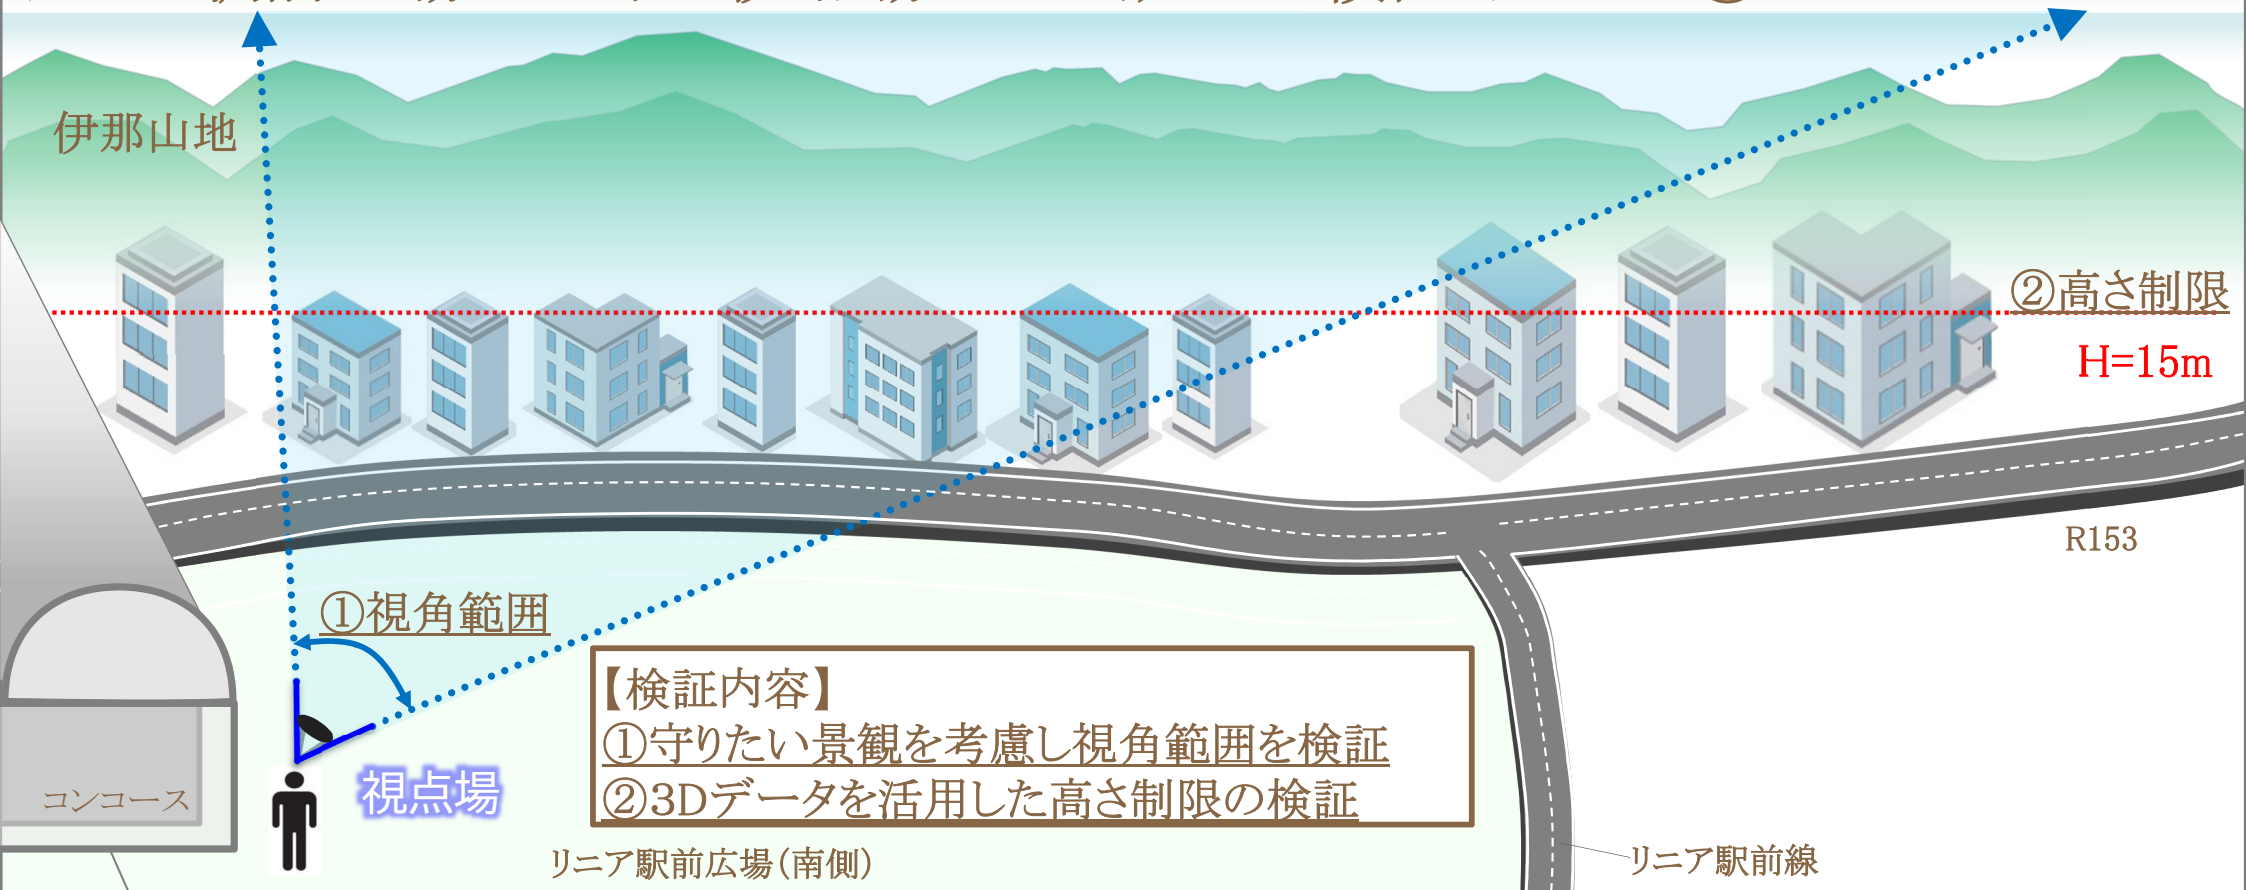 伊那山地
②高さ制限
H=15m
R153
①視角範囲
【検証内容】
①守りたい景観を考慮し視角範囲を検証
②3Dデータを活用した高さ制限の検証
視点場
コンコース
リニア駅前広場(南側)
リニア駅前線